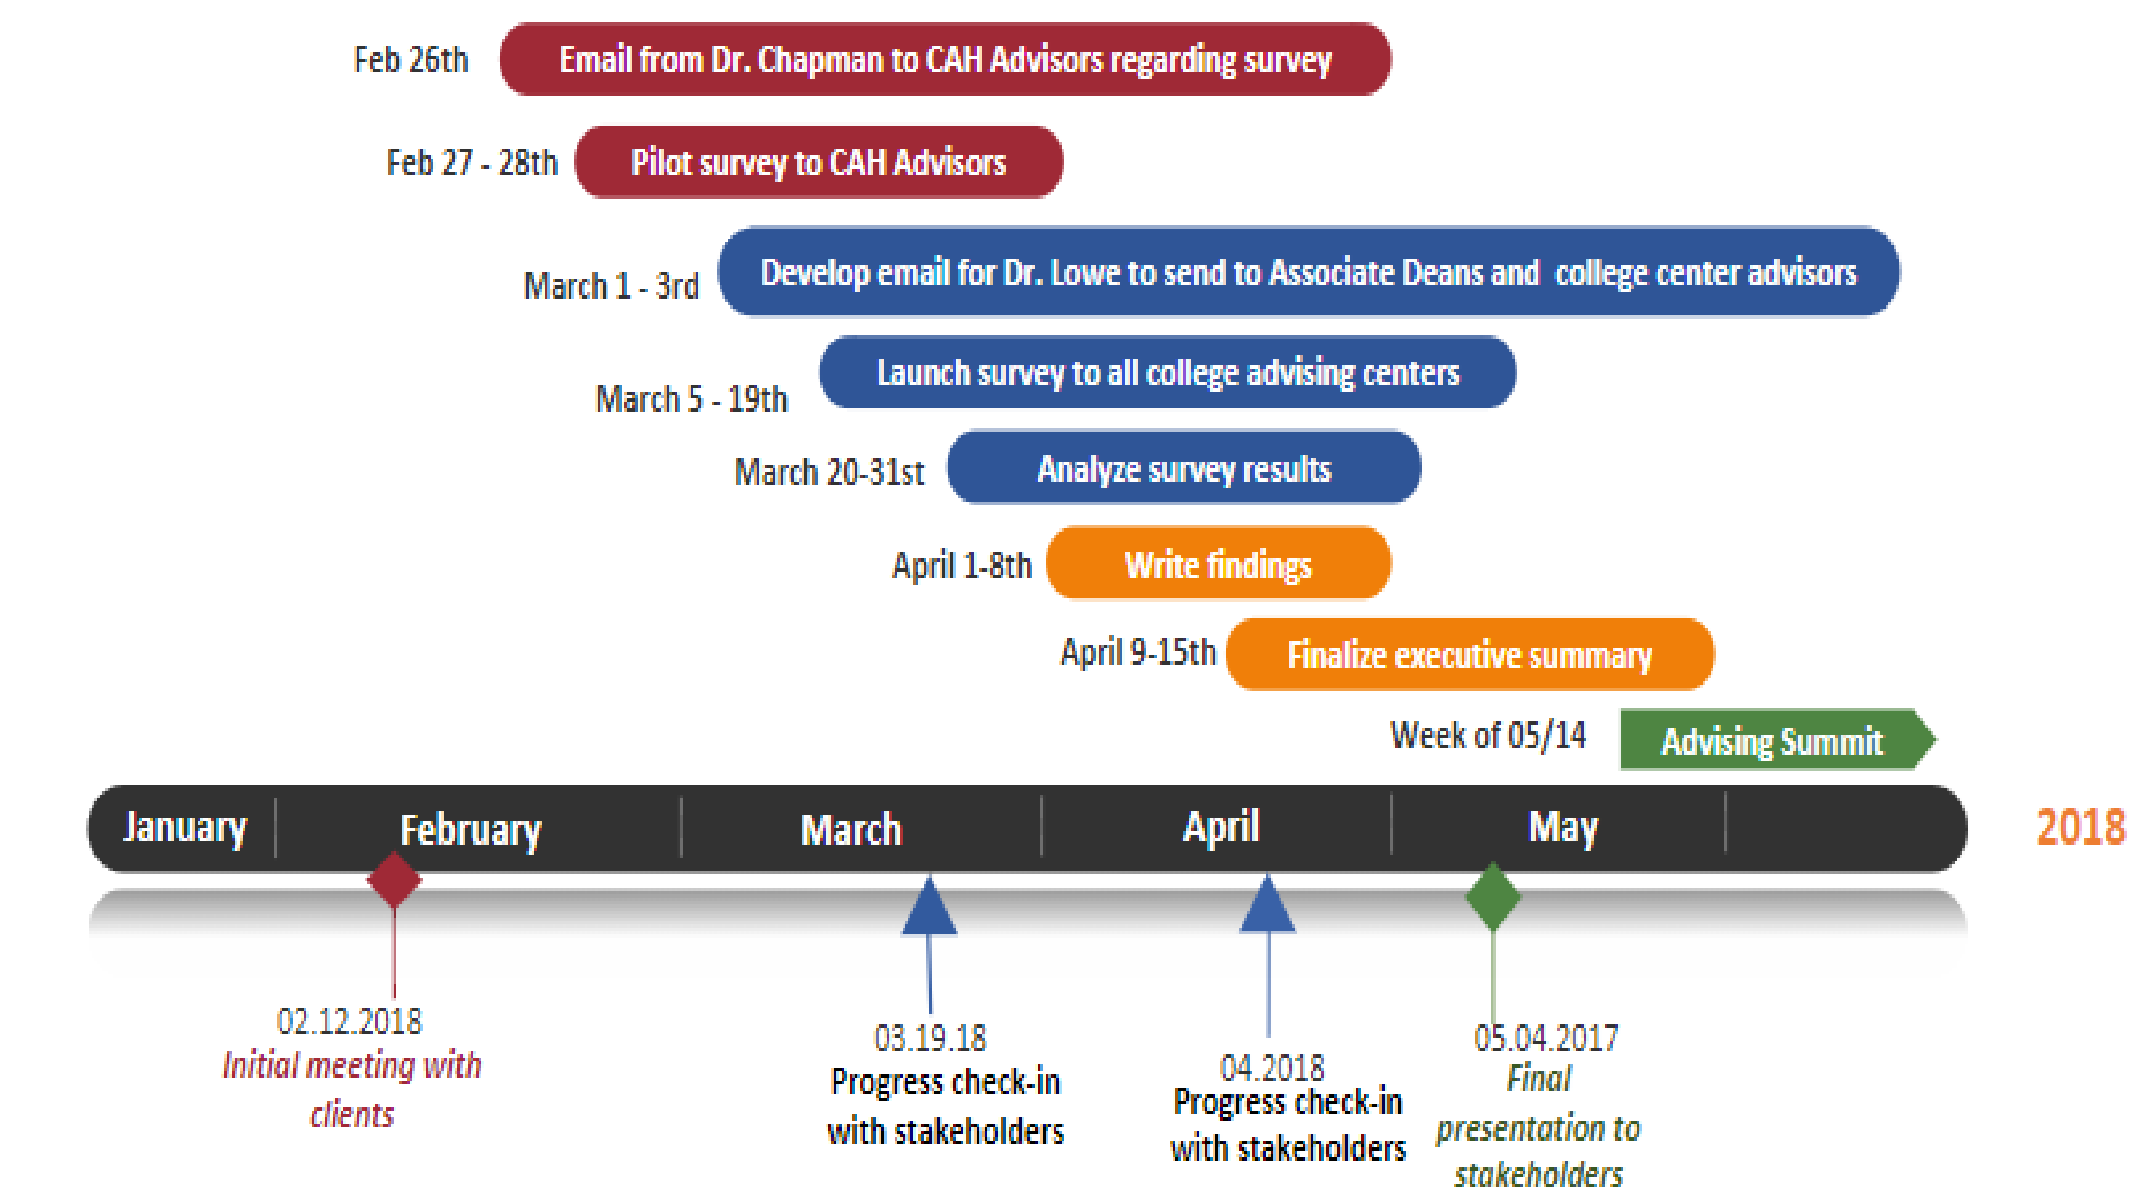 Feb 26th
Email from Dr. Chapman to CAH Advisors regarding survey
Feb 27 - 28th
Pilot survey to CAH Advisors
March 1 - 3rd
Develop email for Dr. Lowe to send to Associate Deans and college center advisors
March 5 - 19th
Launch survey to all college advising centers
March 20-31st
Analyze survey results
April 1-8th
Write findings
April 9-15th
Finalize executive summary
Week of 05/14
Advising Summit
January
February
March
April
May
2018
02.12.2018
Initial meeting with
clients
03.19.18
Progress check-in
with stakeholders
04.2018
Progress check-in
with stakeholders
05.04.2017
Final
presentation to
stakeholders